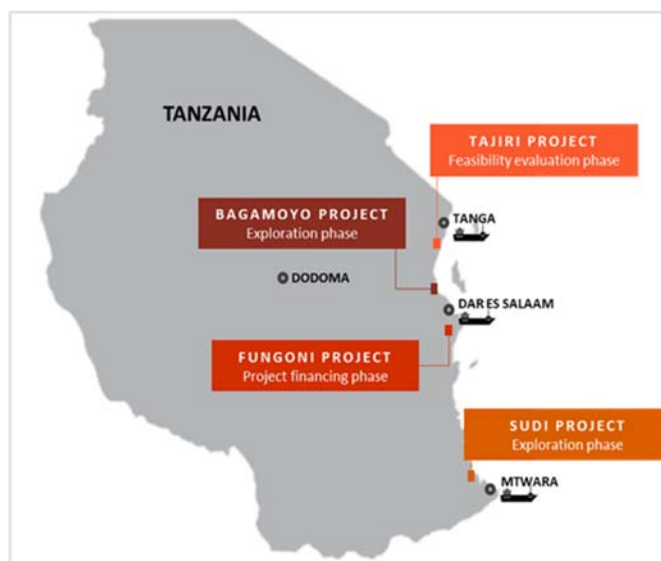 TANZANIA
TAJIRI PROJECT
Feasibility evaluation phase
BAGAMOYO PROJECT
Exploration phase
TANGA
DODOMA
DAR ES SALAAM
FUNGONI PROJECT
Project financing phase
SUDI PROJECT
Exploration phase
MTWARA